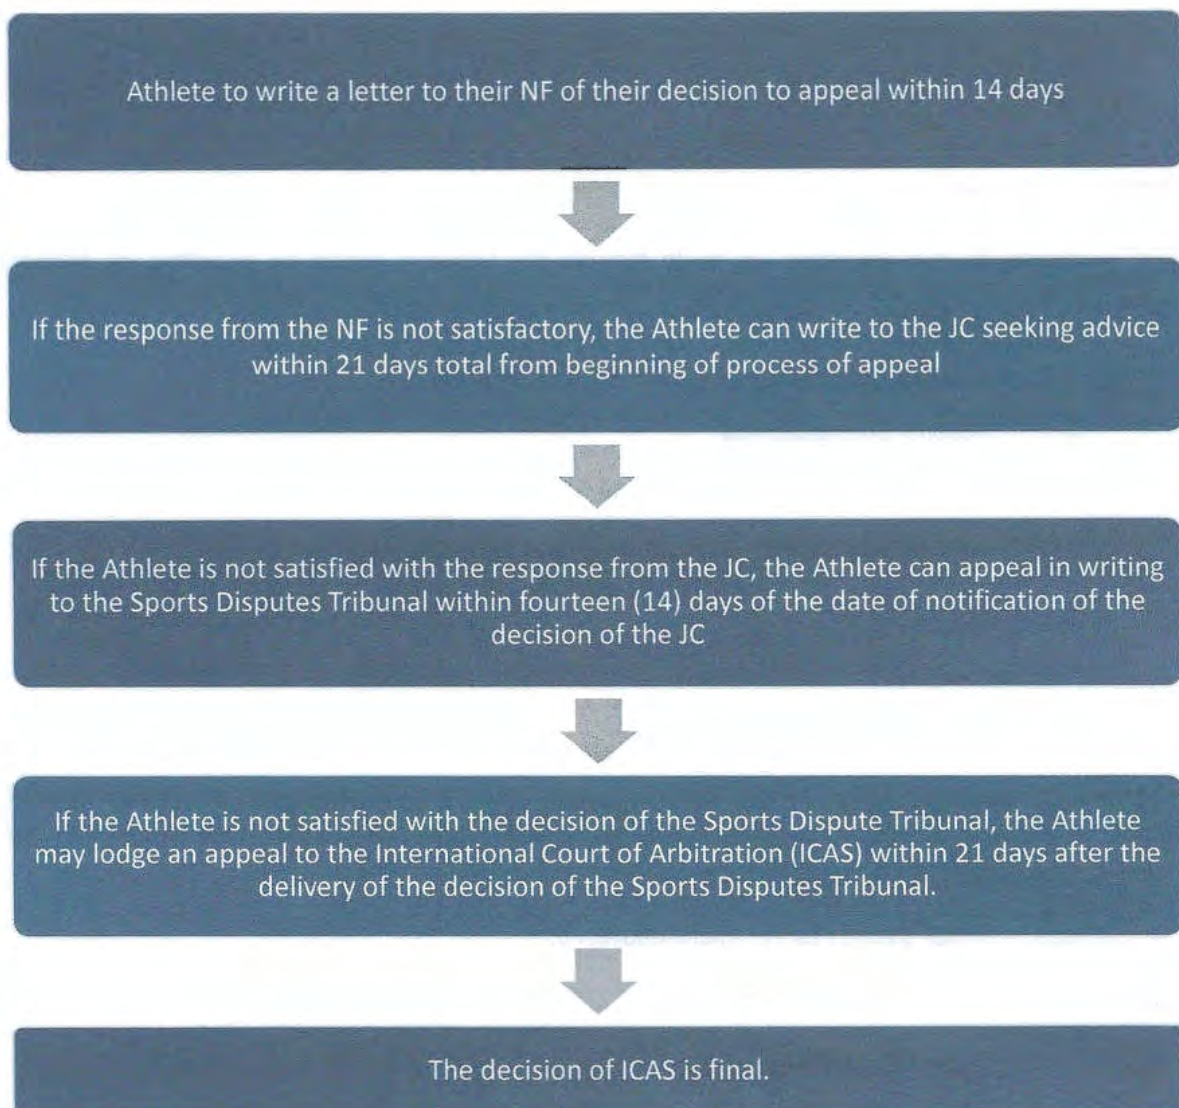 Athlete to write a letter to their NF of their decision to appeal within 14 days
If the response from the NF is not satisfactory, the Athlete can write to the JC seeking advice
within 21 days total from beginning of process of appeal
If the Athlete is not satisfied with the response from the JC, the Athlete can appeal in writing
to the Sports Disputes Tribunal within fourteen (14) days of the date of notification of the
decision of the JC
If the Athlete is not satisfied with the decision of the Sports Dispute Tribunal, the Athlete
may lodge an appeal to the International Court of Arbitration (ICAS) within 21 days after the
delivery of the decision of the Sports Disputes Tribunal.
The decision of ICAS is final.